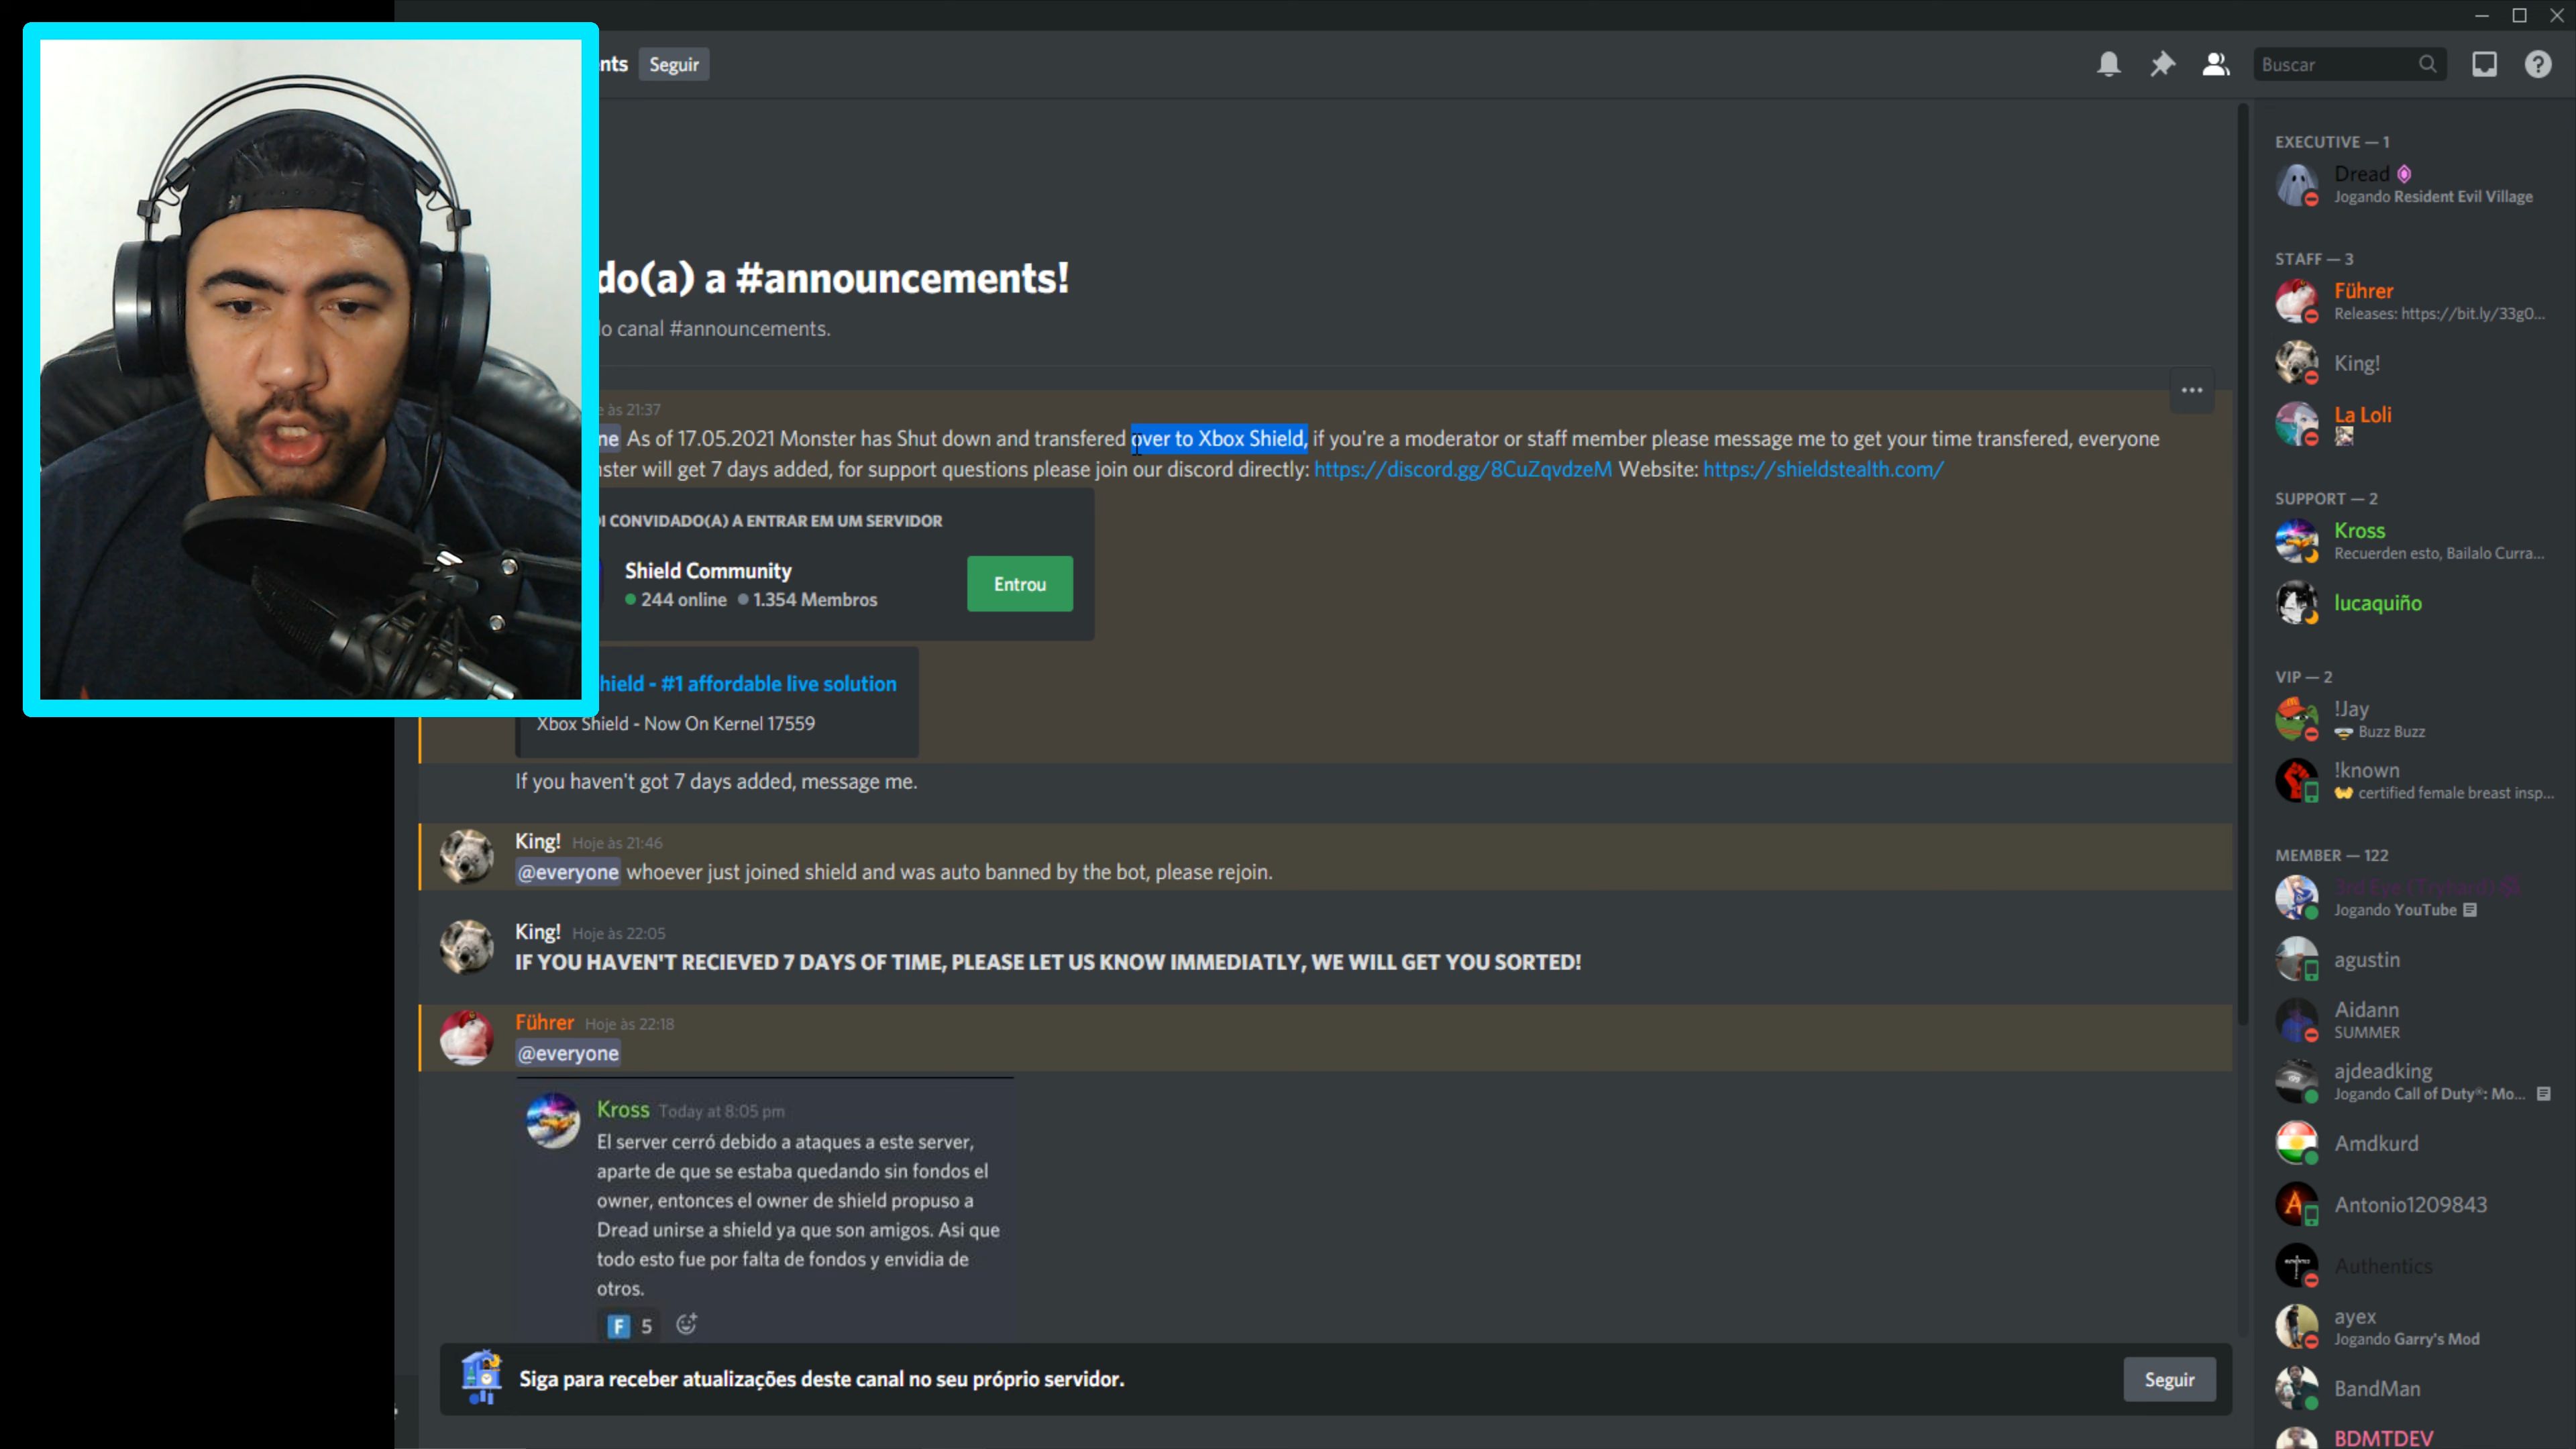 nts Seguir
Buscar
do(a) a #announcements!
o canal #announcements.
e às 21:37
ne As of 17.05.2021 Monster has Shut down and transfered over to Xbox Shield, if you're a moderator or staff member please message me to get your time transfered, everyone
nster will get 7 days added, for support questions please join our discord directly: https://discord.gg/8CuZqvdzeM Website: https://shieldstealth.com/
I CONVIDADO(A) A ENTRAR EM UM SERVIDOR
Shield Community
244 online 1.354 Membros
Entrou
hield - #1 affordable live solution
Xbox Shield - Now On Kernel 17559
If you haven't got 7 days added, message me.
King! Hoje às 21:46
@everyone whoever just joined shield and was auto banned by the bot, please rejoin.
King! Hoje às 22:05
IF YOU HAVEN'T RECIEVED 7 DAYS OF TIME, PLEASE LET US KNOW IMMEDIATLY, WE WILL GET YOU SORTED!
Führer Hoje às 22:18
@everyone
Kross Today at 8:05 pm
El server cerró debido a ataques a este server,
aparte de que se estaba quedando sin fondos el
owner, entonces el owner de shield propuso a
Dread unirse a shield ya que son amigos. Asi que
todo esto fue por falta de fondos y envidia de
otros.
F 5
Siga para receber atualizações deste canal no seu próprio servidor.
Seguir
EXECUTIVE — 1
Dread
Jogando Resident Evil Village
STAFF — 3
Führer
Releases: https://bit.ly/33g0...
King!
La Loli
SUPPORT — 2
Kross
Recuerden esto, Bailalo Curra...
lucaquiño
VIP — 2
!Jay
Buzz Buzz
!known
certified female breast insp...
MEMBER — 122
3rd Eye (Tryhard)
Jogando YouTube
agustin
Aidann
SUMMER
ajdeadking
Jogando Call of Duty®: Mo...
Amdkurd
Antonio1209843
Authentics
ayex
Jogando Garry's Mod
BandMan
BDMTDEV